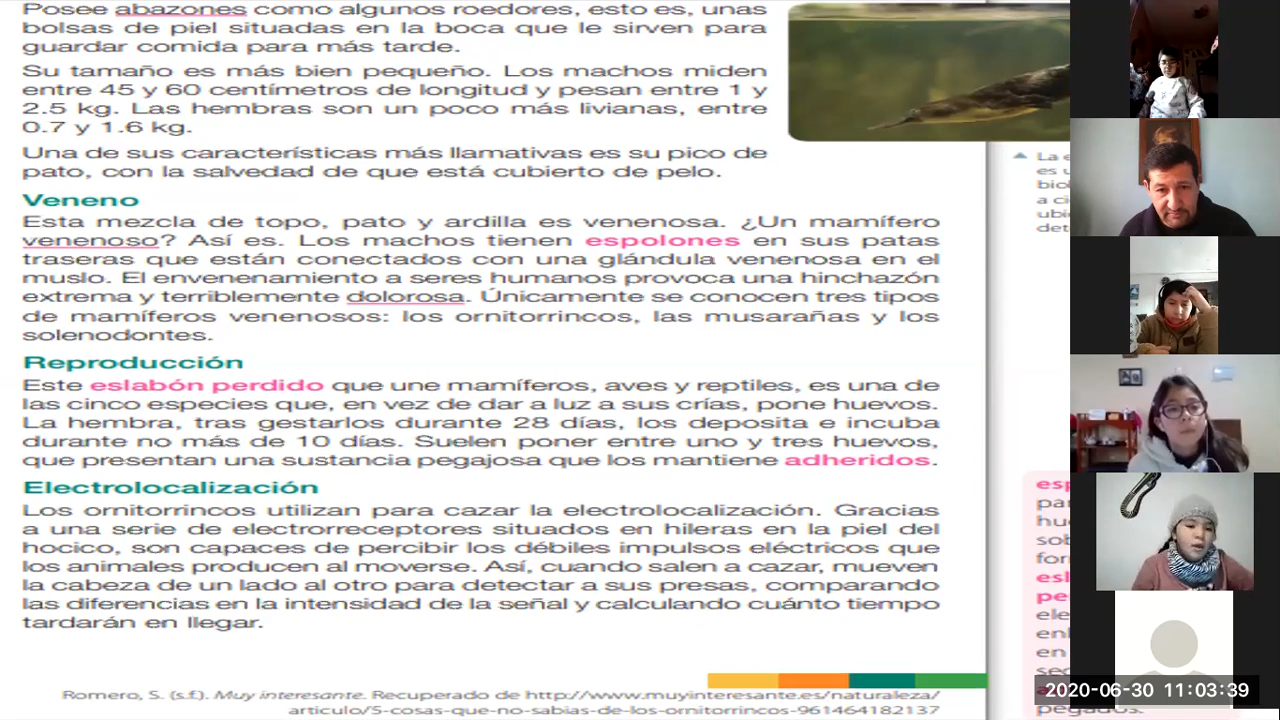 Posee abazones como algunos roedores, esto es, unas
bolsas de piel situadas en la boca que le sirven para
guardar comida para más tarde.
Su tamaño es más bien pequeño. Los machos miden
entre 45 y 60 centímetros de longitud y pesan entre 1 y
2.5 kg. Las hembras son un poco más livianas, entre
0.7 y 1.6 kg.
Una de sus características más llamativas es su pico de
pato, con la salvedad de que está cubierto de pelo.
Veneno
Esta mezcla de topo, pato y ardilla es venenosa. ¿Un mamífero
venenoso? Así es. Los machos tienen espolones en sus patas
traseras que están conectados con una glándula venenosa en el
muslo. El envenenamiento a seres humanos provoca una hinchazón
extrema y terriblemente dolorosa. Únicamente se conocen tres tipos
de mamíferos venenosos: los ornitorrincos, las musarañas y los
solenodontes.
Reproducción
Este eslabón perdido que une mamíferos, aves y reptiles, es una de
las cinco especies que, en vez de dar a luz a sus crías, pone huevos.
La hembra, tras gestarlos durante 28 días, los deposita e incuba
durante no más de 10 días. Suelen poner entre uno y tres huevos,
que presentan una sustancia pegajosa que los mantiene adheridos.
Electrolocalización
Los ornitorrincos utilizan para cazar la electrolocalización. Gracias
a una serie de electrorreceptores situados en hileras en la piel del
hocico, son capaces de percibir los débiles impulsos eléctricos que
los animales producen al moverse. Así, cuando salen a cazar, mueven
la cabeza de un lado al otro para detectar a sus presas, comparando
las diferencias en la intensidad de la señal y calculando cuánto tiempo
tardarán en llegar.
Romero, S. (s.f.). Muy interesante. Recuperado de http://www.muyinteresante.es/naturaleza/
articulo/5-cosas-que-no-sabias-de-los-ornitorrincos-961464182137
La
es
a
esp
sob
en
2020-06-30 11:03:39
pegados.